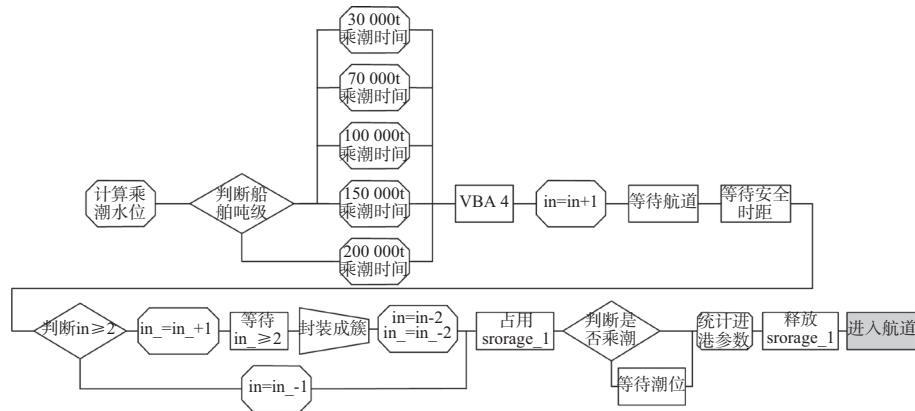 30 000t
乘潮时间
70 000t
乘潮时间
100 000t
乘潮时间
计算乘
潮水位
判断船
舶吨级
150 000t
乘潮时间
VBA 4
in=in+1
等待航道
等待安全
时距
200 000t
乘潮时间
判断in≥2
in_=in_+1
等待
in_≥2
封装成簇
in=in-2
in_=in_-2
占用
srorage_1
判断是
否乘潮
统计进
港参数
释放
srorage_1
进入航道
in=in_-1
等待潮位